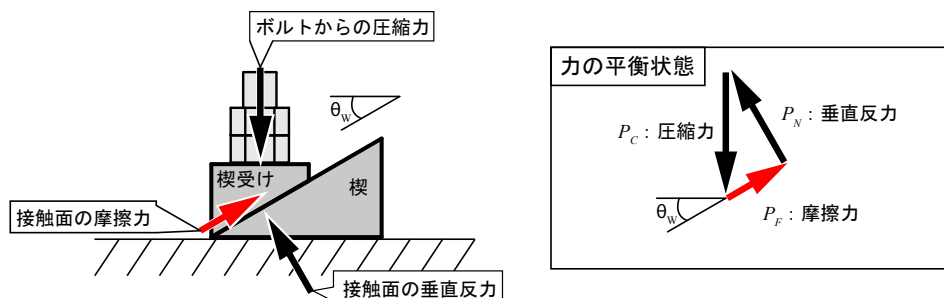 ボルトからの圧縮力
θW
楔受け
楔
接触面の摩擦力
接触面の垂直反力
力の平衡状態
PC：圧縮力
PN：垂直反力
θW
PF：摩擦力